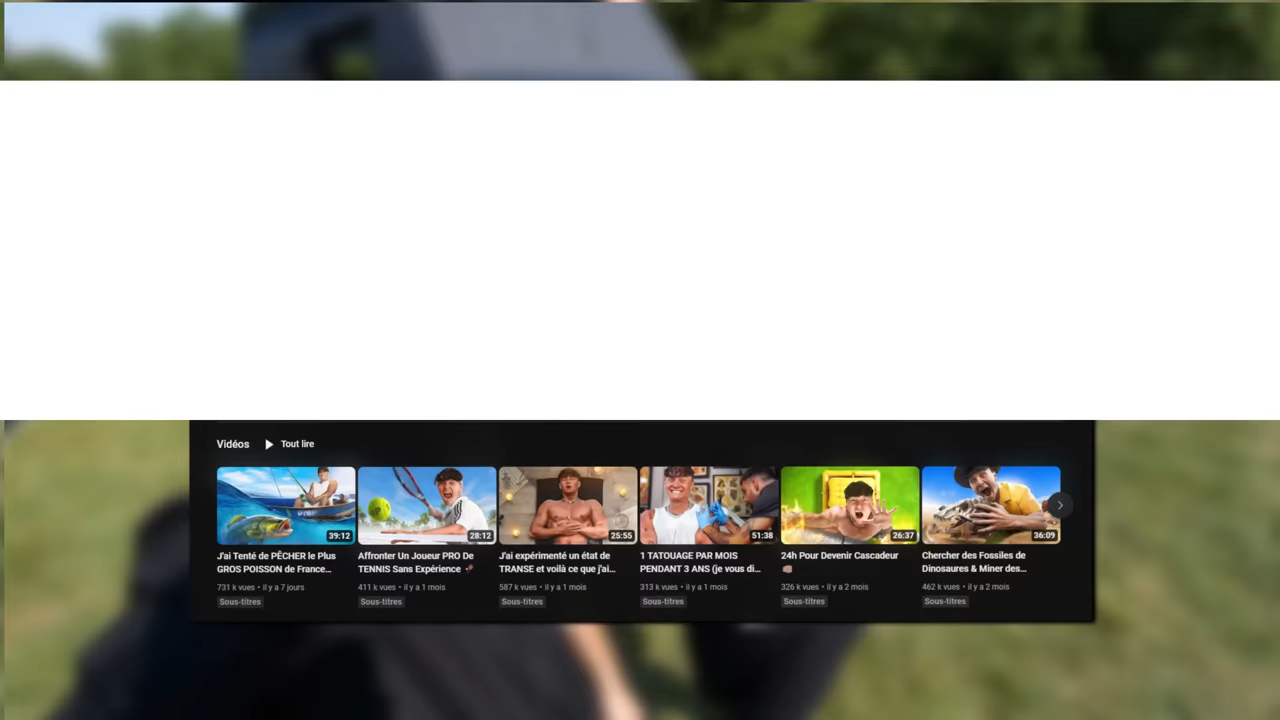 Vidéos Tout lire
39:12 28:12 25:55 51:38 26:37 36:09
J'ai Tenté de PÊCHER le Plus
GROS POISSON de France...
731 k vues • il y a 7 jours
Sous-titres
Affronter Un Joueur PRO De
TENNIS Sans Expérience
411 k vues • il y a 1 mois
Sous-titres
J'ai expérimenté un état de
TRANSE et voilà ce que j'ai...
587 k vues • il y a 1 mois
Sous-titres
1 TATOUAGE PAR MOIS
PENDANT 3 ANS (je vous di...
313 k vues • il y a 1 mois
Sous-titres
24h Pour Devenir Cascadeur
326 k vues • il y a 2 mois
Sous-titres
Chercher des Fossiles de
Dinosaures & Miner des...
462 k vues • il y a 2 mois
Sous-titres